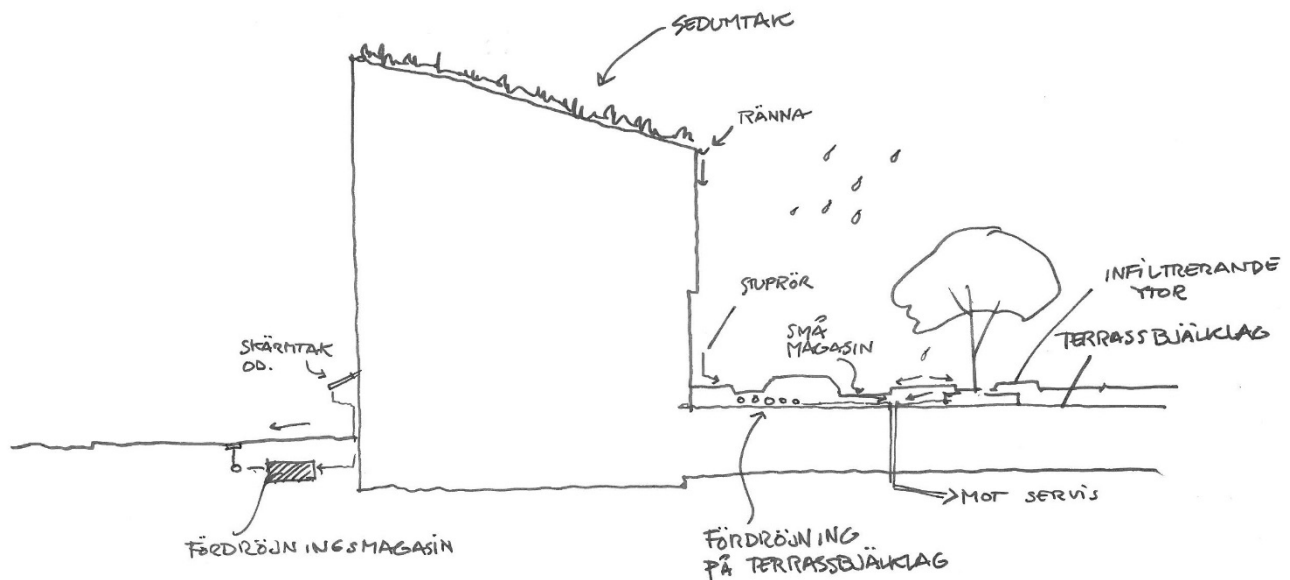 SEDUMTAK
RÄNNA
STUPRÖR
SMÅ
MAGASIN
INFILTRERANDE
YTOR
TERRASSBJÄLKLAG
SKÄRMTAK
OD.
MOT SERVIS
FÖRDRÖJNINGSMAGASIN
FÖRDRÖJNING
PÅ TERRASSBJÄLKLAG